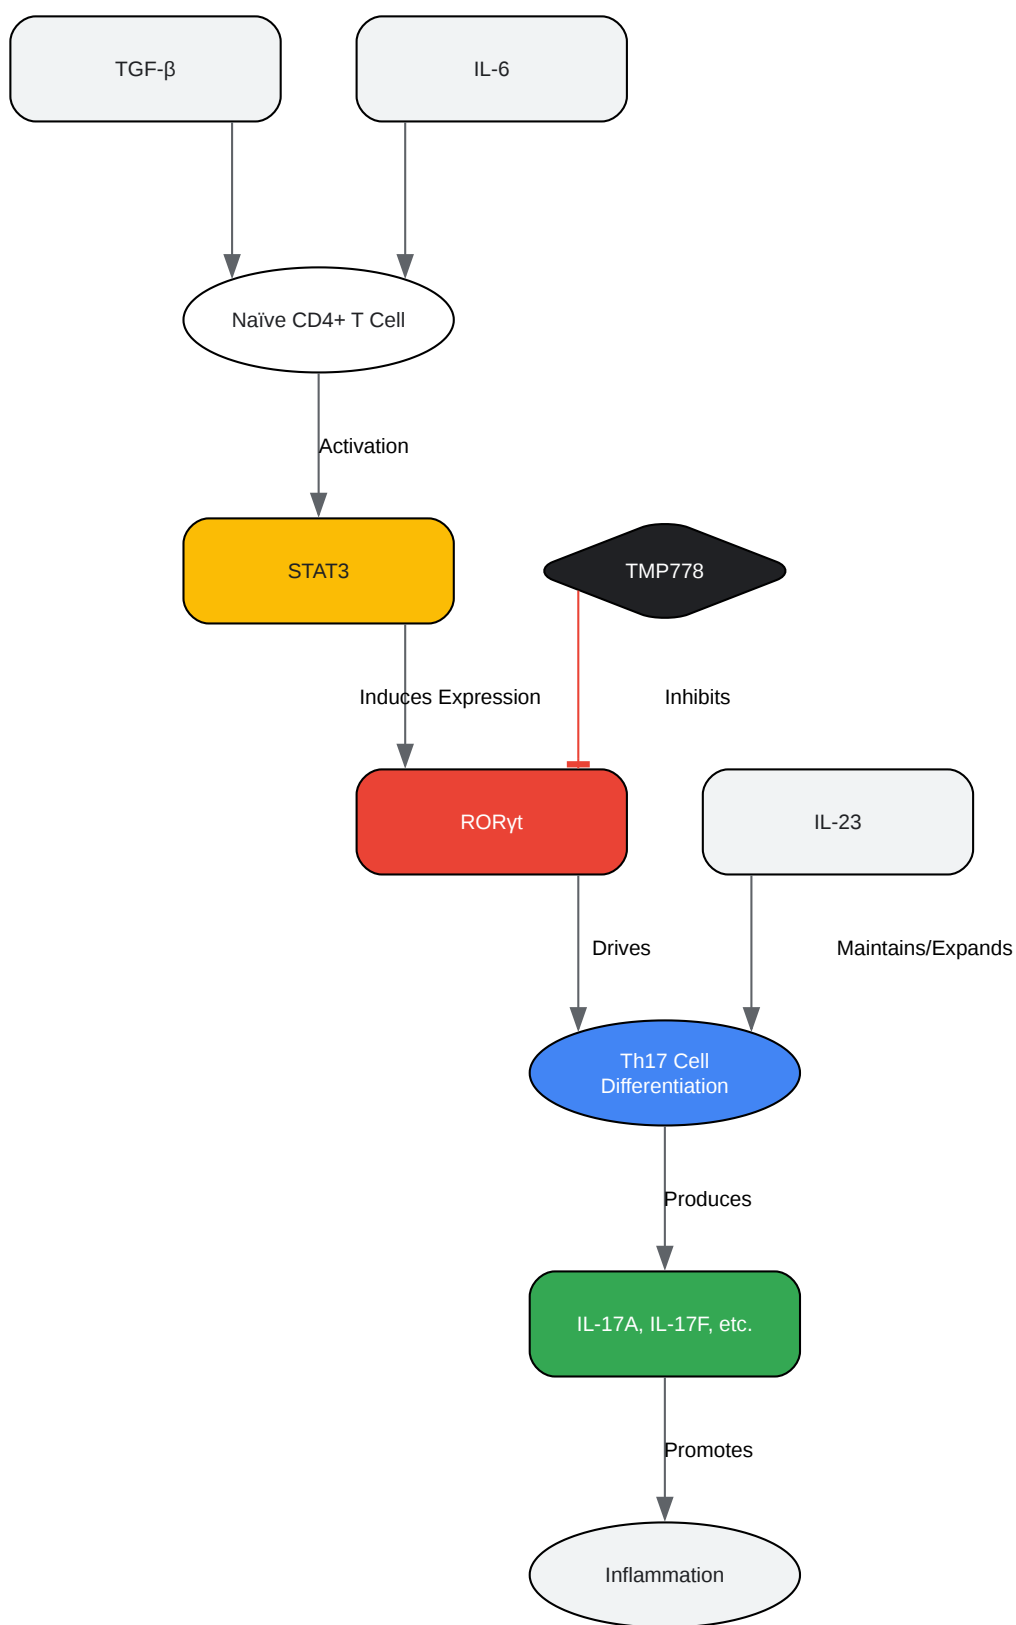 TGF-β
IL-6
Naïve CD4+ T Cell
Activation
STAT3
TMP778
Induces Expression
Inhibits
RORγt
IL-23
Drives
Maintains/Expands
Th17 Cell
Differentiation
Produces
IL-17A, IL-17F, etc.
Promotes
Inflammation